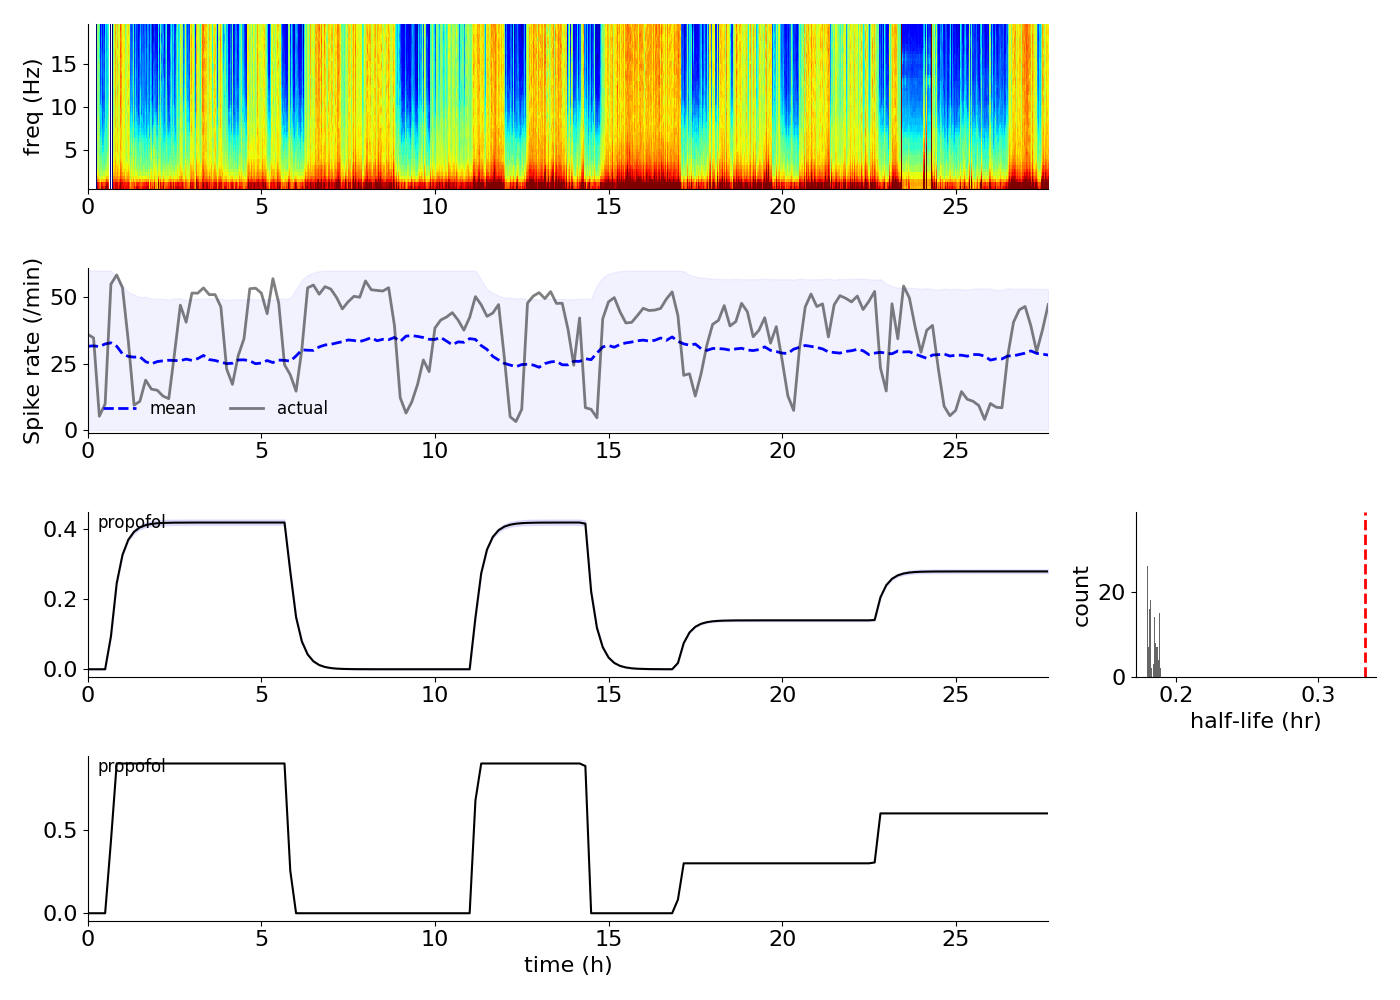 freq (Hz)
15
10
5
0 5 10 15 20 25
Spike rate (/min)
50
25
0
mean actual
0 5 10 15 20 25
propofol
0.4
0.2
0.0
0 5 10 15 20 25
count
20
0
0.2 0.3
half-life (hr)
propofol
0.5
0.0
0 5 10 15 20 25
time (h)